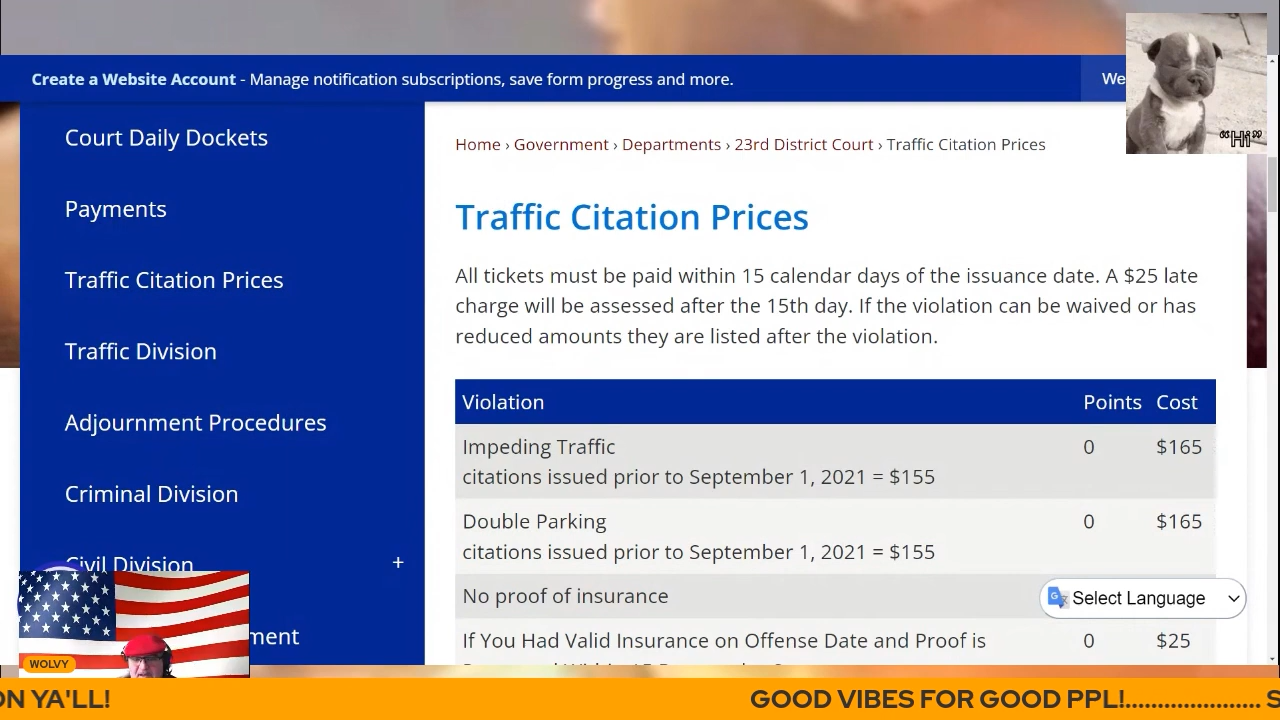 Create a Website Account - Manage notification subscriptions, save form progress and more.
We
"Hi"
Court Daily Dockets
Payments
Traffic Citation Prices
Traffic Division
Adjournment Procedures
Criminal Division
Civil Division +
ment
Home › Government › Departments › 23rd District Court › Traffic Citation Prices
Traffic Citation Prices
All tickets must be paid within 15 calendar days of the issuance date. A $25 late
charge will be assessed after the 15th day. If the violation can be waived or has
reduced amounts they are listed after the violation.
Violation Points Cost
Impeding Traffic 0 $165
citations issued prior to September 1, 2021 = $155
Double Parking 0 $165
citations issued prior to September 1, 2021 = $155
No proof of insurance
Select Language
If You Had Valid Insurance on Offense Date and Proof is 0 $25
WOLVY
ON YA'LL!
GOOD VIBES FOR GOOD PPL!..................... S